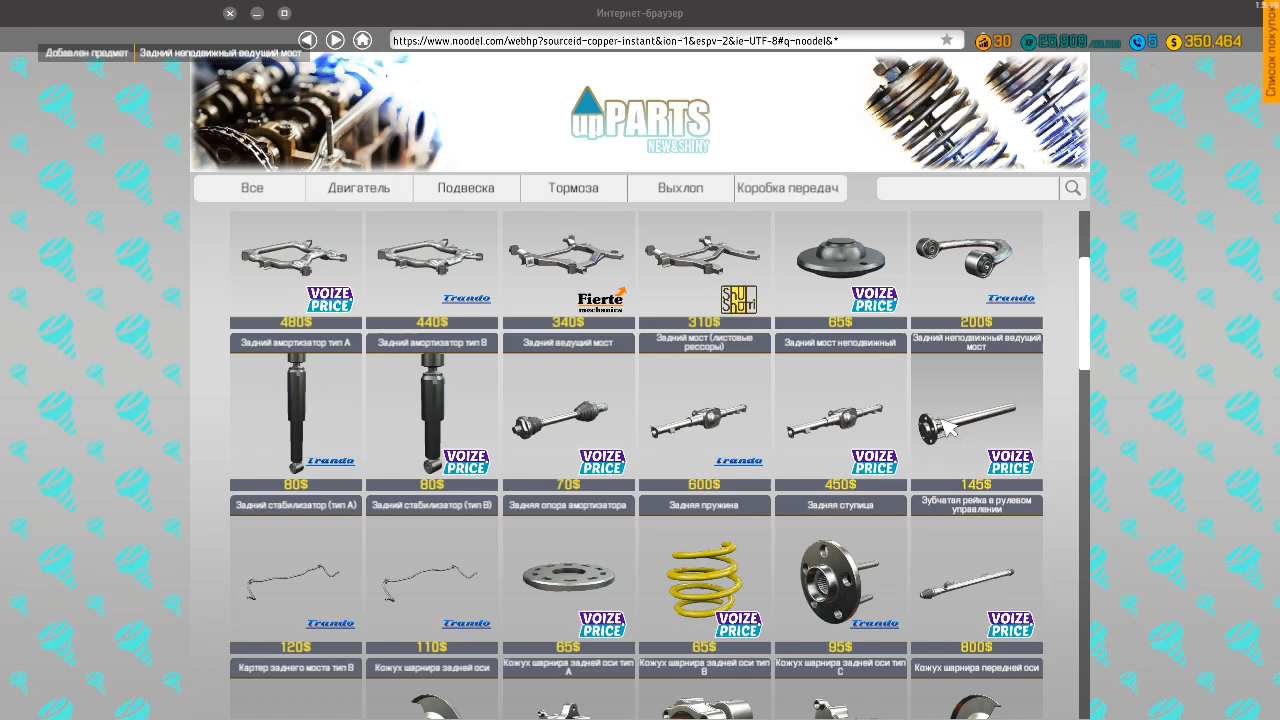 Интернет-браузер
1.5.19
Добавлен предмет
Задний неподвижный ведущий мост
https://www.noodel.com/webhp?sourceid-copper-instant&ion-1&espv-2&ie-UTF-8#q-noodel&*
30
XP
5
$ 350,464
Список покупок
upPARTS
NEW&SHINY
Все
Двигатель
Подвеска
Тормоза
Выхлоп
Коробка передач
VOIZE PRICE
Trando
Fierte mechanics
Shu Shu Ti
VOIZE PRICE
Trando
480$
440$
340$
310$
65$
200$
Задний амортизатор тип A
Задний амортизатор тип B
Задний ведущий мост
Задний мост (листовые рессоры)
Задний мост неподвижный
Задний неподвижный ведущий мост
Trando
VOIZE PRICE
VOIZE PRICE
Trando
VOIZE PRICE
VOIZE PRICE
80$
80$
70$
600$
450$
145$
Задний стабилизатор (тип A)
Задний стабилизатор (тип B)
Задняя опора амортизатора
Задняя пружина
Задняя ступица
Зубчатая рейка в рулевом управлении
Trando
Trando
VOIZE PRICE
VOIZE PRICE
Trando
VOIZE PRICE
120$
110$
65$
65$
95$
800$
Картер заднего моста тип B
Кожух шарнира задней оси
Кожух шарнира задней оси тип A
Кожух шарнира задней оси тип B
Кожух шарнира задней оси тип C
Кожух шарнира передней оси